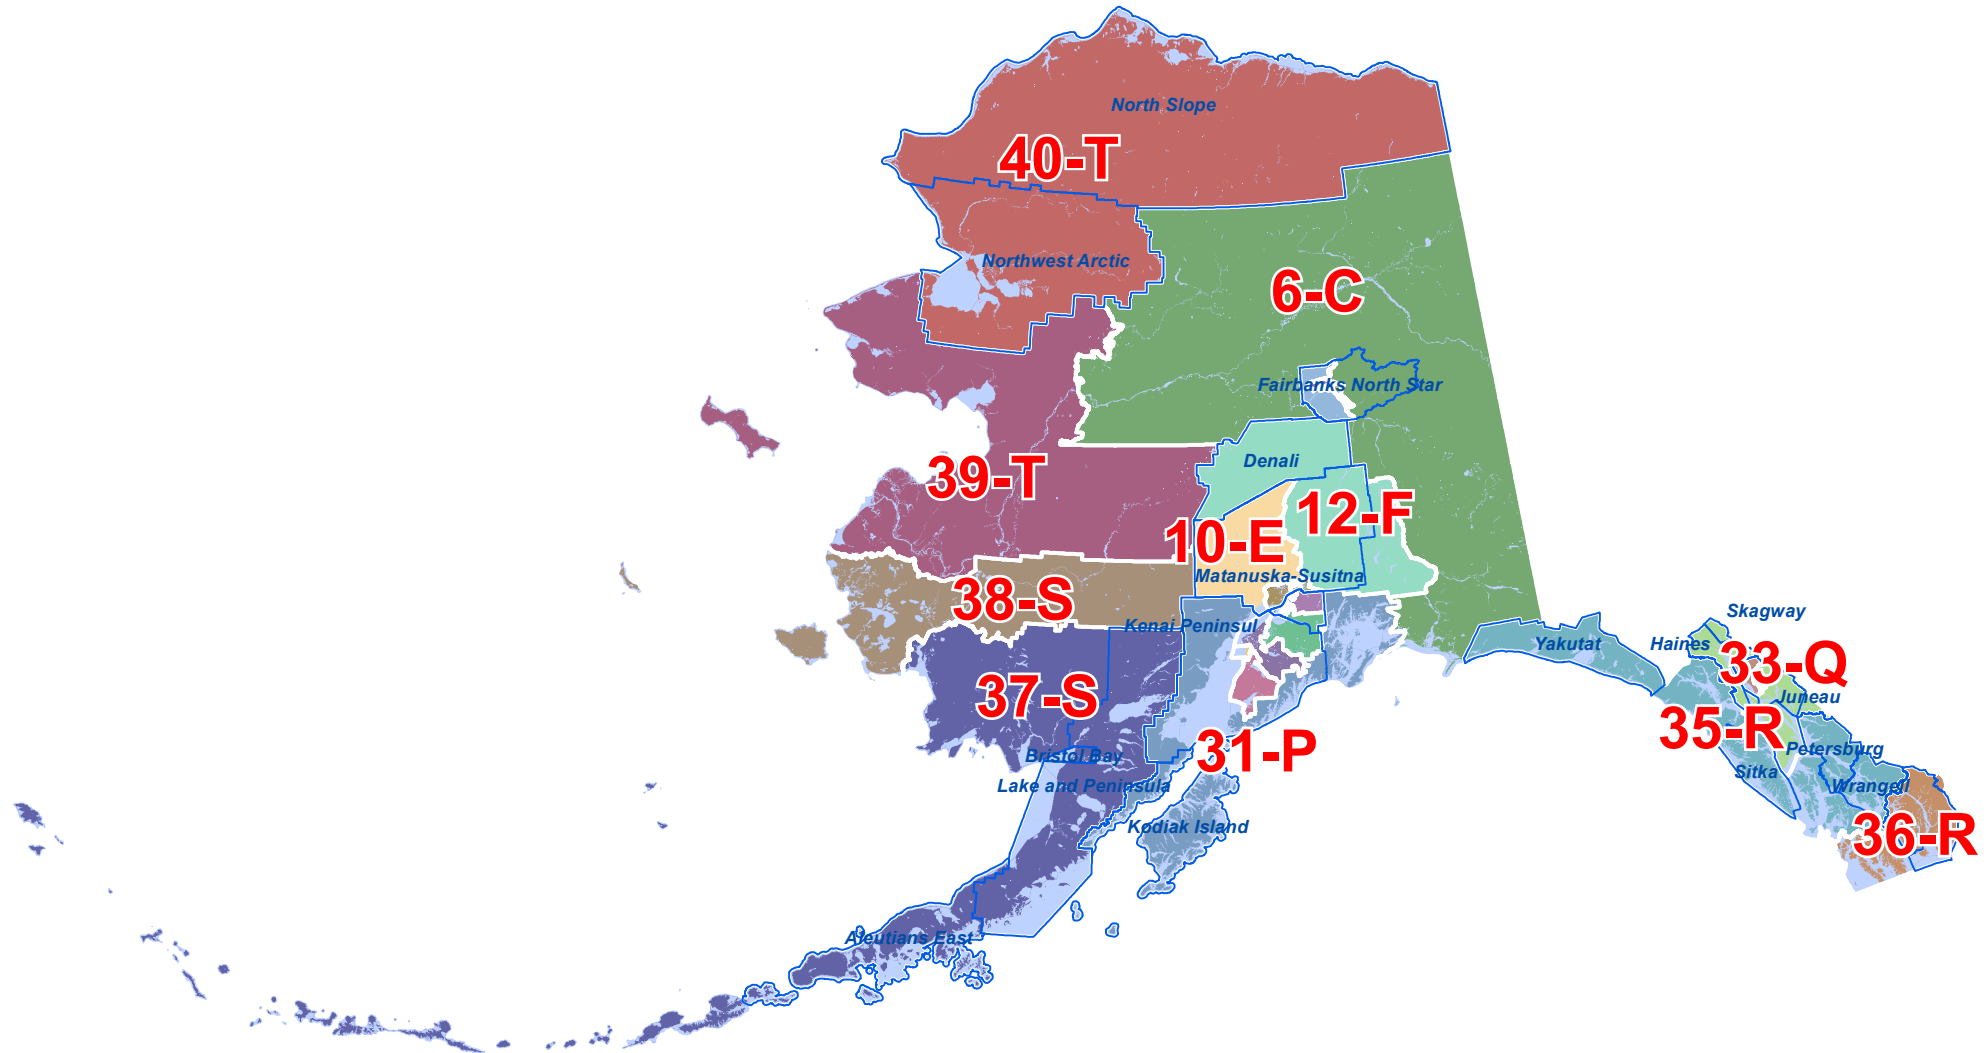 North Slope
40-T
Northwest Arctic
6-C
Fairbanks North Star
Denali
39-T
12-F
10-E
Matanuska-Susitna
38-S
Kenai Peninsul
Skagway
Haines
Yakutat
33-Q
37-S
Juneau
35-R
31-P
Bristol Bay
Petersburg
Sitka
Lake and Peninsula
Wrangell
Kodiak Island
36-R
Aleutians East